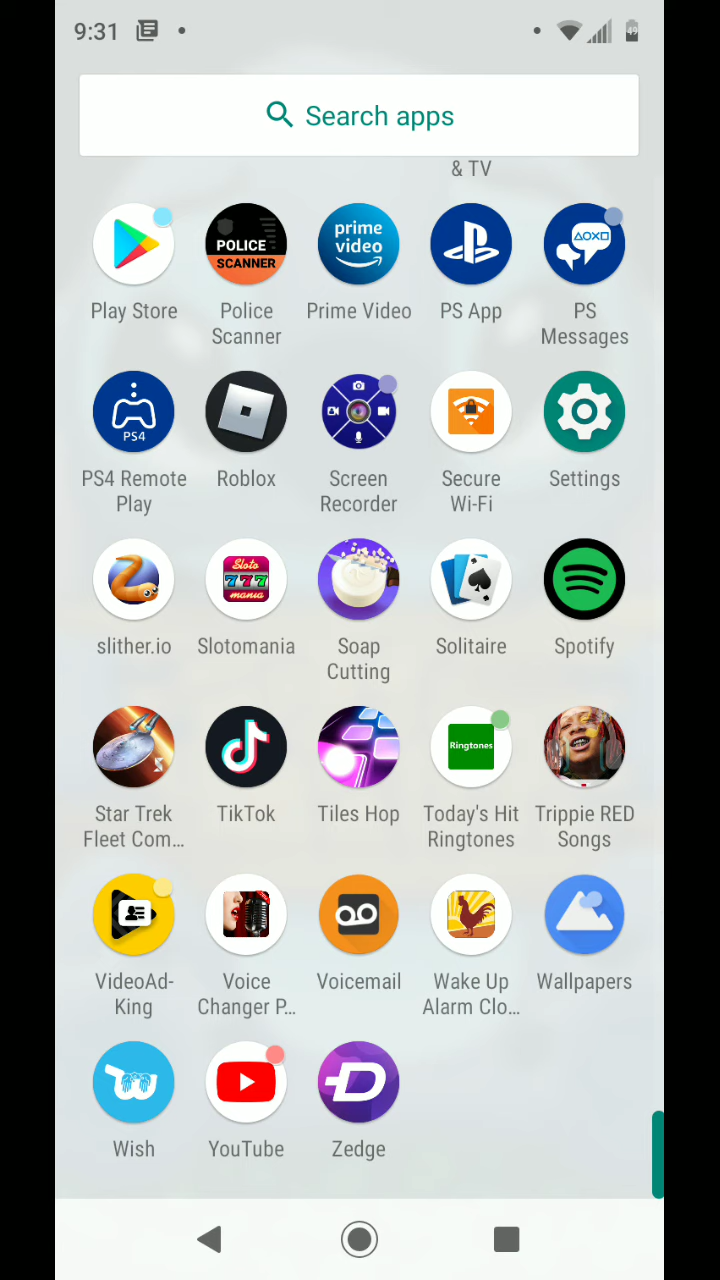 9:31
49
Search apps
& TV
POLICE
SCANNER
prime
video
Play Store
Police
Scanner
Prime Video
PS App
PS
Messages
PS4
PS4 Remote
Play
Roblox
Screen
Recorder
Secure
Wi-Fi
Settings
Sloto
777
mania
slither.io
Slotomania
Soap
Cutting
Solitaire
Spotify
Ringtones
Star Trek
Fleet Com...
TikTok
Tiles Hop
Today's Hit
Ringtones
Trippie RED
Songs
VideoAd-
King
Voice
Changer P...
Voicemail
Wake Up
Alarm Clo...
Wallpapers
Wish
YouTube
Zedge